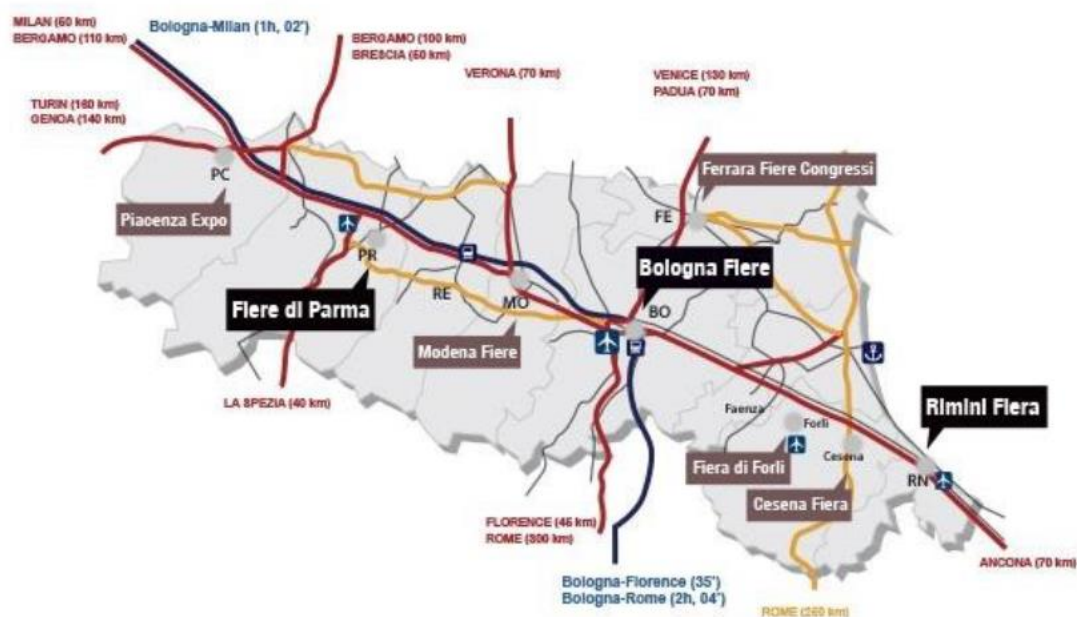 MILAN (60 km)
BERGAMO (110 km)
Bologna-Milan (1h, 02')
BERGAMO (100 km)
BRESCIA (50 km)
VERONA (70 km)
VENICE (130 km)
PADUA (70 km)
TURIN (160 km)
GENOA (140 km)
PC
Piacenza Expo
Ferrara Fiere Congressi
FE
PR
Fiere di Parma
RE
MO
Modena Fiere
Bologna Fiere
BO
LA SPEZIA (40 km)
Faenza
Forlì
Fiera di Forlì
Cesena
Cesena Fiera
Rimini Fiera
RN
FLORENCE (45 km)
ROME (300 km)
ANCONA (70 km)
Bologna-Florence (35')
Bologna-Rome (2h, 04')
ROME (260 km)